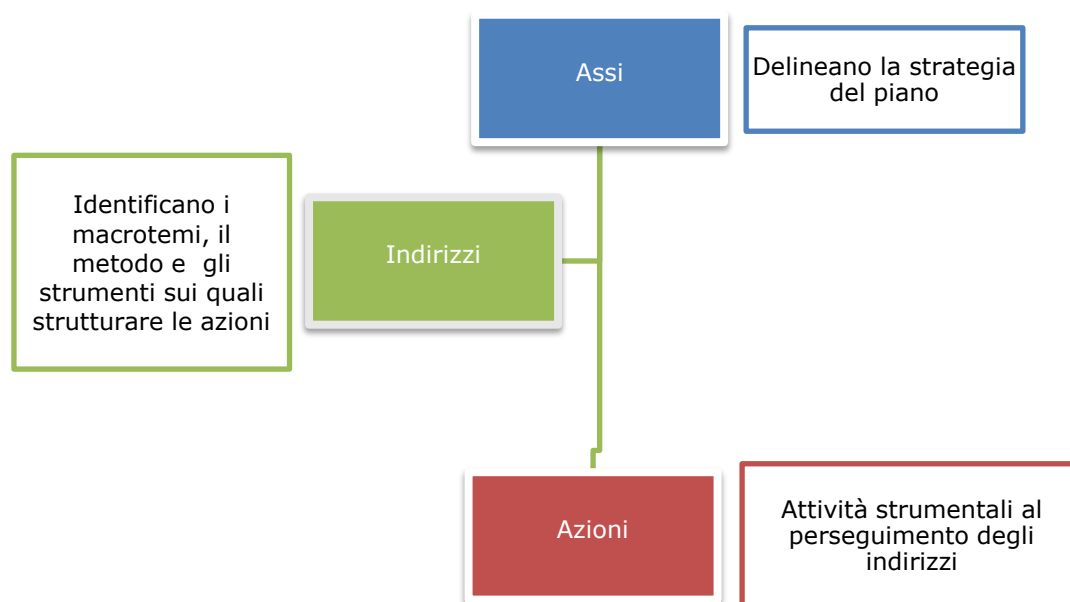 Assi
Delineano la strategia
del piano
Identificano i
macrotemi, il
metodo e  gli
strumenti sui quali
strutturare le azioni
Indirizzi
Azioni
Attività strumentali al
perseguimento degli
indirizzi